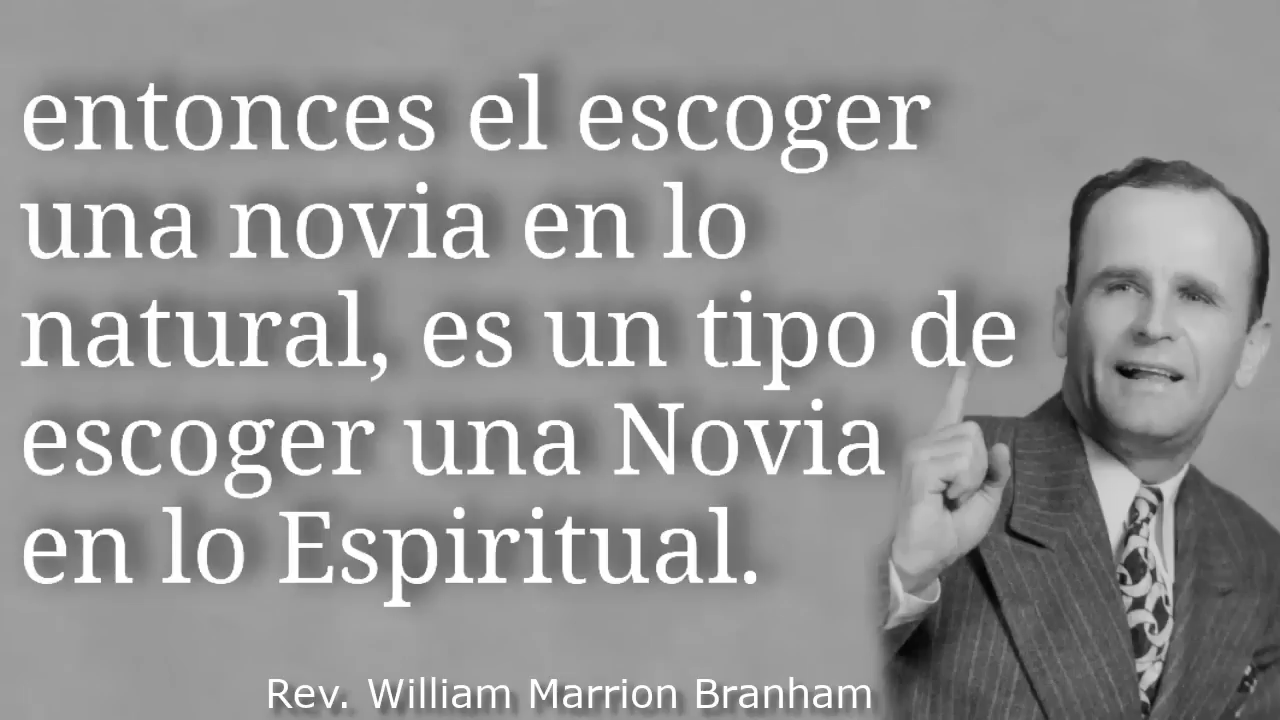 entonces el escoger
una novia en lo
natural, es un tipo de
escoger una Novia
en lo Espiritual.
Rev. William Marrion Branham